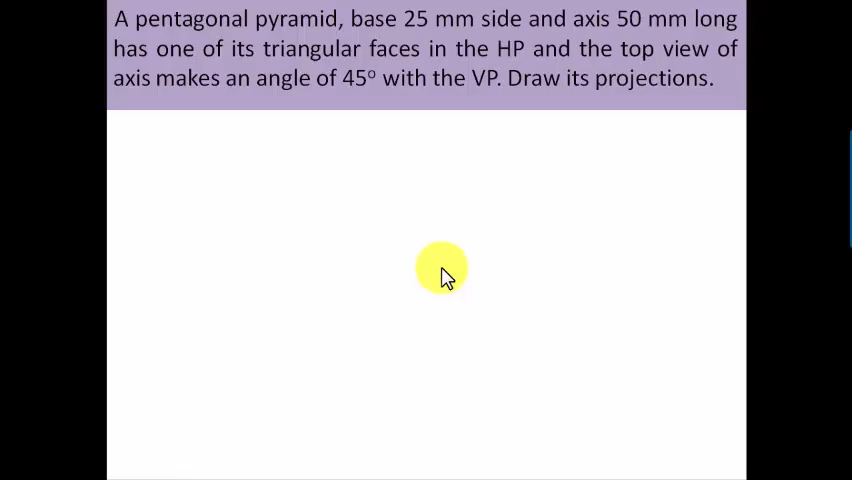 A pentagonal pyramid, base 25 mm side and axis 50 mm long
has one of its triangular faces in the HP and the top view of
axis makes an angle of 45° with the VP. Draw its projections.